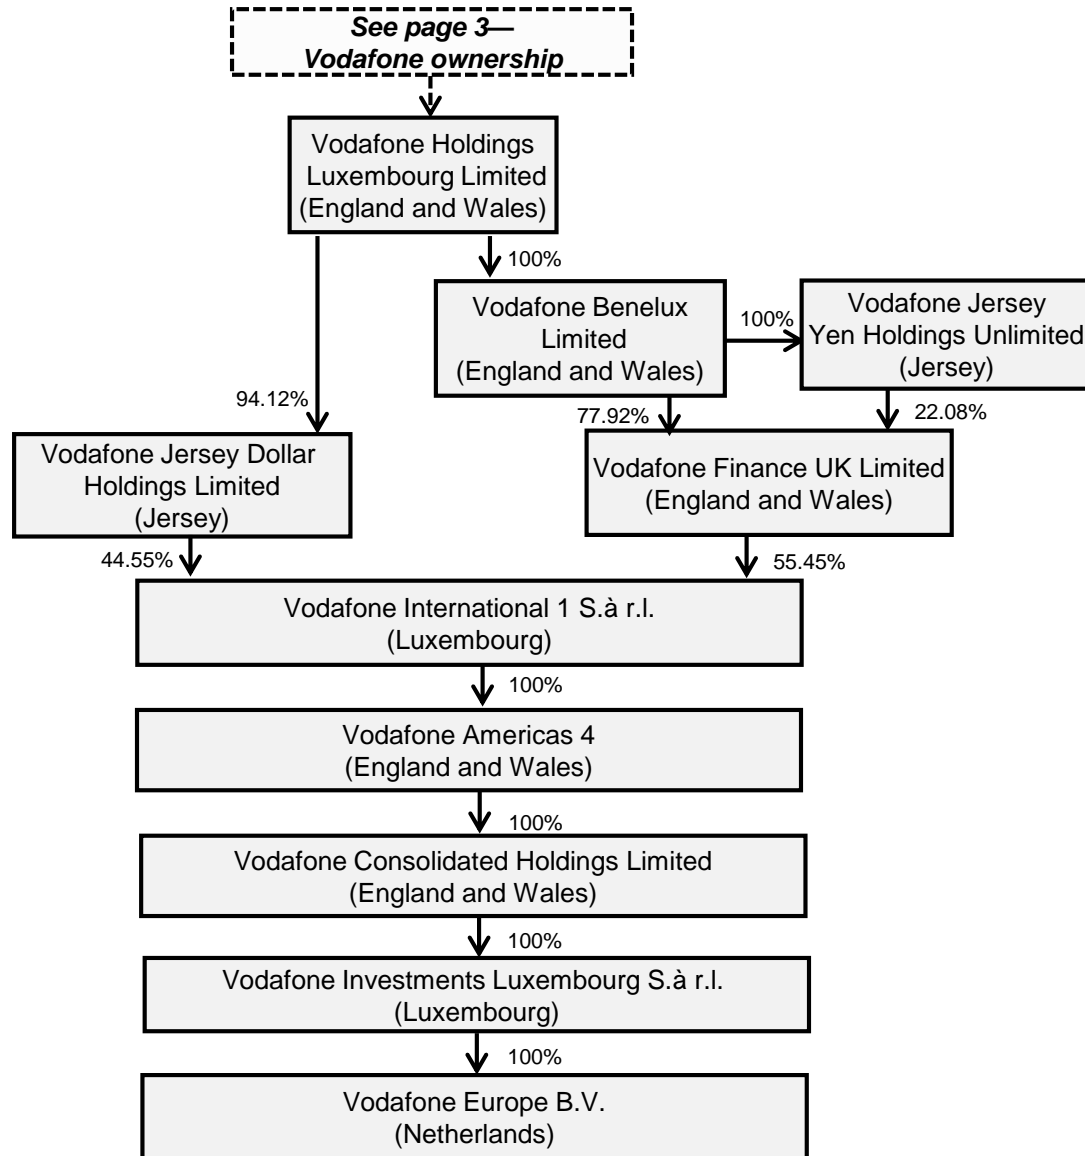 See page 3—
Vodafone ownership
Vodafone Holdings
Luxembourg Limited
(England and Wales)
100%
Vodafone Benelux
Limited
(England and Wales)
100%
Vodafone Jersey
Yen Holdings Unlimited
(Jersey)
94.12%
77.92%
22.08%
Vodafone Jersey Dollar
Holdings Limited
(Jersey)
Vodafone Finance UK Limited
(England and Wales)
44.55%
55.45%
Vodafone International 1 S.à r.l.
(Luxembourg)
100%
Vodafone Americas 4
(England and Wales)
100%
Vodafone Consolidated Holdings Limited
(England and Wales)
100%
Vodafone Investments Luxembourg S.à r.l.
(Luxembourg)
100%
Vodafone Europe B.V.
(Netherlands)